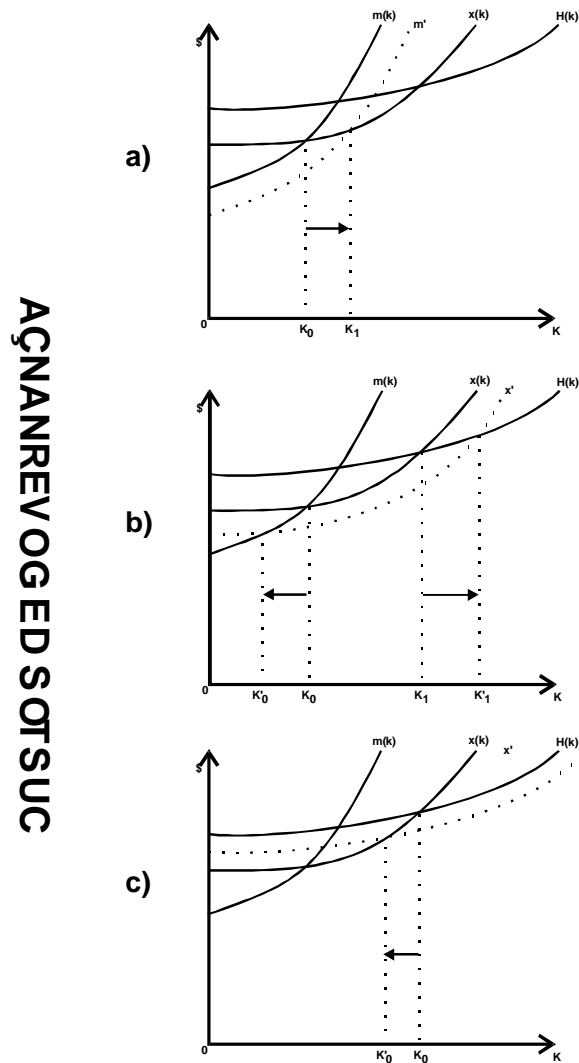 AÇNANREVOG ED SOTSUC
a)
$
m(k)
m'
x(k)
H(k)
0
K0
K1
K
b)
$
m(k)
x(k)
x'
H(k)
0
K'0
K0
K1
K'1
K
c)
$
m(k)
x(k)
x'
H(k)
0
K'0
K0
K